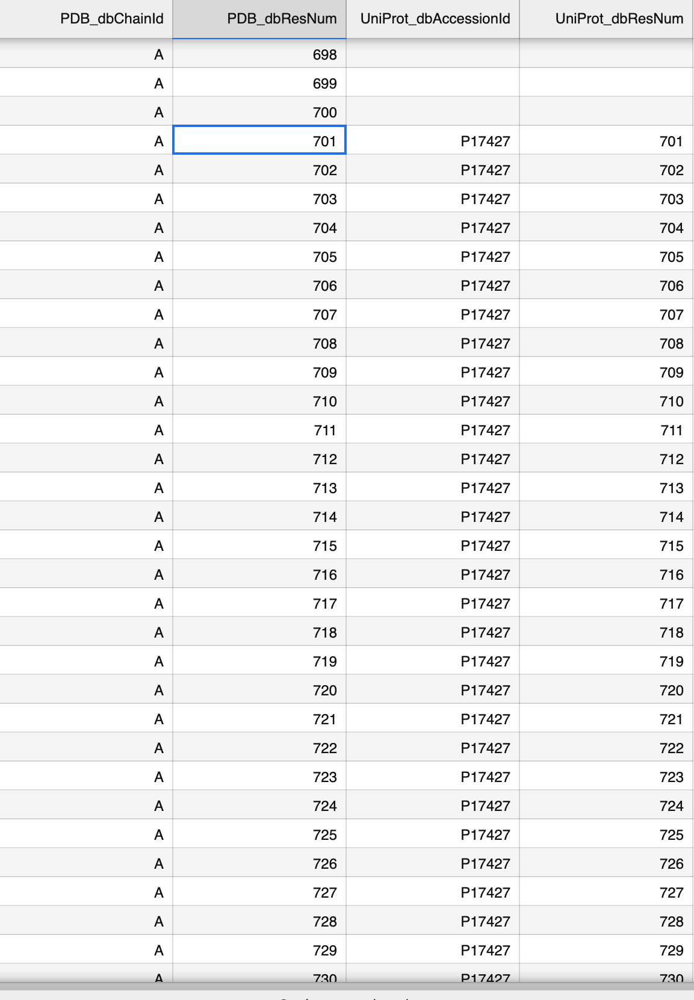 PDB_dbChainId PDB_dbResNum UniProt_dbAccessionId UniProt_dbResNum
A 698
A 699
A 700
A 701 P17427 701
A 702 P17427 702
A 703 P17427 703
A 704 P17427 704
A 705 P17427 705
A 706 P17427 706
A 707 P17427 707
A 708 P17427 708
A 709 P17427 709
A 710 P17427 710
A 711 P17427 711
A 712 P17427 712
A 713 P17427 713
A 714 P17427 714
A 715 P17427 715
A 716 P17427 716
A 717 P17427 717
A 718 P17427 718
A 719 P17427 719
A 720 P17427 720
A 721 P17427 721
A 722 P17427 722
A 723 P17427 723
A 724 P17427 724
A 725 P17427 725
A 726 P17427 726
A 727 P17427 727
A 728 P17427 728
A 729 P17427 729
A 730 P17427 730